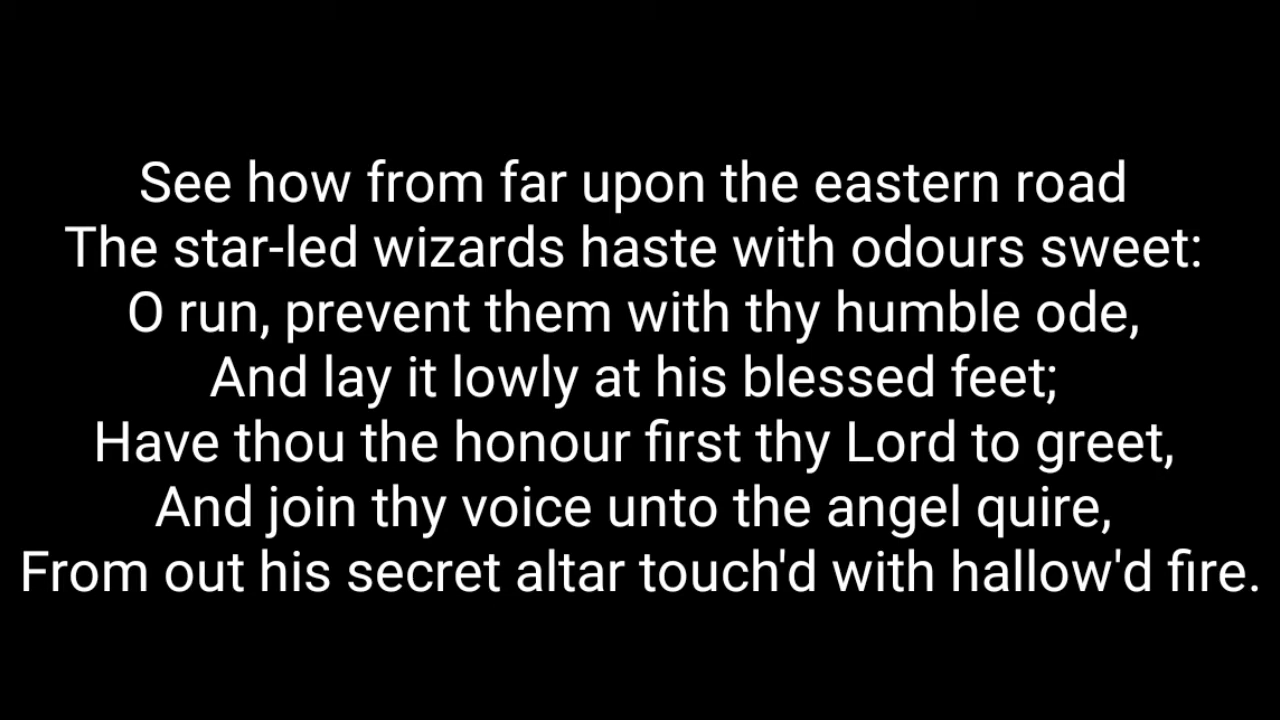 See how from far upon the eastern road
The star-led wizards haste with odours sweet:
O run, prevent them with thy humble ode,
And lay it lowly at his blessed feet;
Have thou the honour first thy Lord to greet,
And join thy voice unto the angel quire,
From out his secret altar touch'd with hallow'd fire.